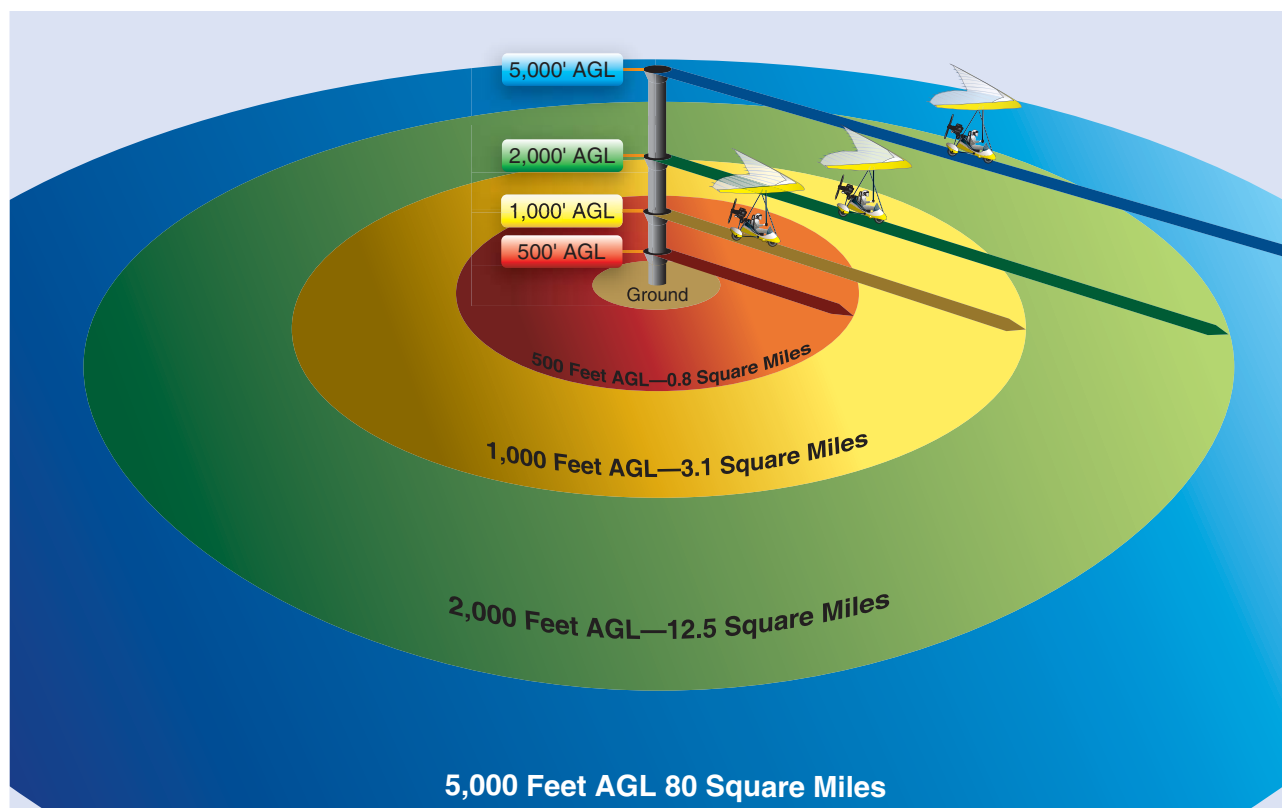 5,000' AGL
2,000' AGL
1,000' AGL
500' AGL
Ground
500 Feet AGL—0.8 Square Miles
1,000 Feet AGL—3.1 Square Miles
2,000 Feet AGL—12.5 Square Miles
5,000 Feet AGL 80 Square Miles